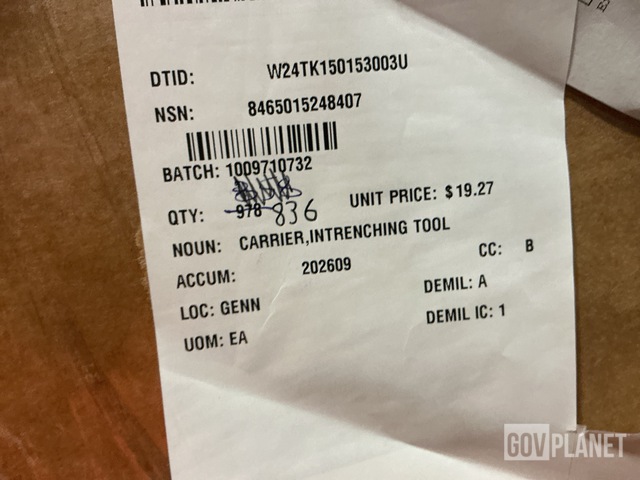 DTID: W24TK150153003U
NSN: 8465015248407
BATCH: 1009710732
QTY: 978 836 UNIT PRICE: $19.27
NOUN: CARRIER,INTRENCHING TOOL
ACCUM: 202609 CC: B
LOC: GENN DEMIL: A
UOM: EA DEMIL IC: 1
GOVPLANET